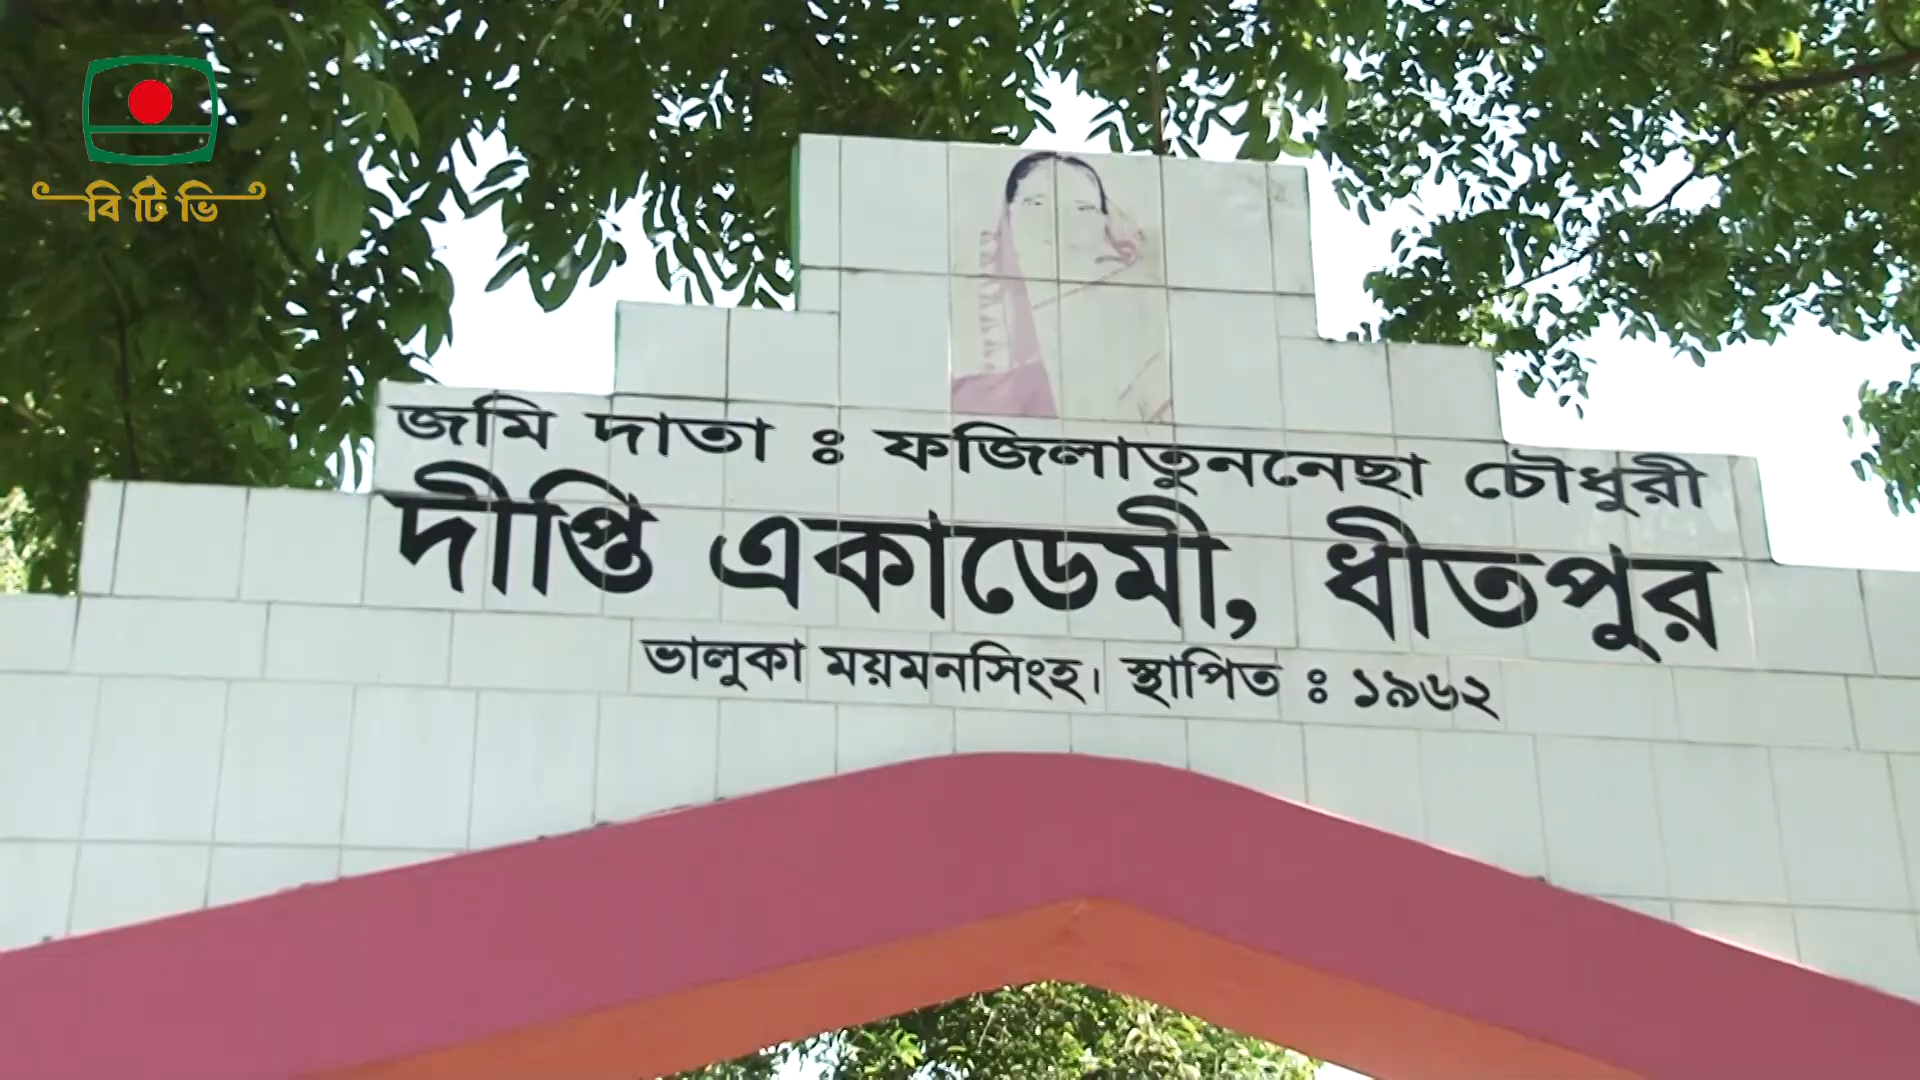 বি টি ভি
জমি দাতা ঃ ফজিলাতুননেছা চৌধুরী
দীপ্তি একাডেমী, ধীতপুর
ভালুকা ময়মনসিংহ। স্থাপিত ঃ ১৯৬২